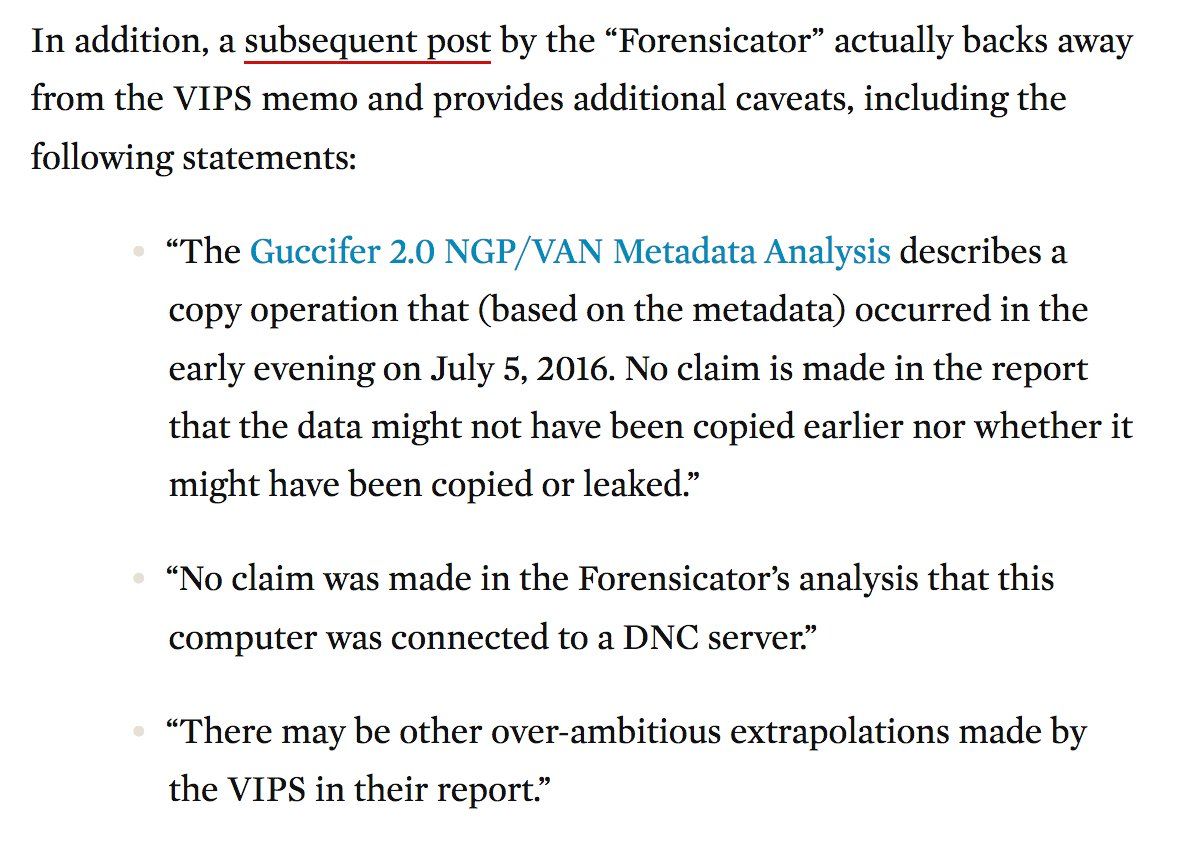 In addition, a subsequent post by the “Forensicator” actually backs away
from the VIPS memo and provides additional caveats, including the
following statements:
“The Guccifer 2.0 NGP/VAN Metadata Analysis describes a
copy operation that (based on the metadata) occurred in the
early evening on July 5, 2016. No claim is made in the report
that the data might not have been copied earlier nor whether it
might have been copied or leaked.”
“No claim was made in the Forensicator’s analysis that this
computer was connected to a DNC server.”
“There may be other over-ambitious extrapolations made by
the VIPS in their report.”